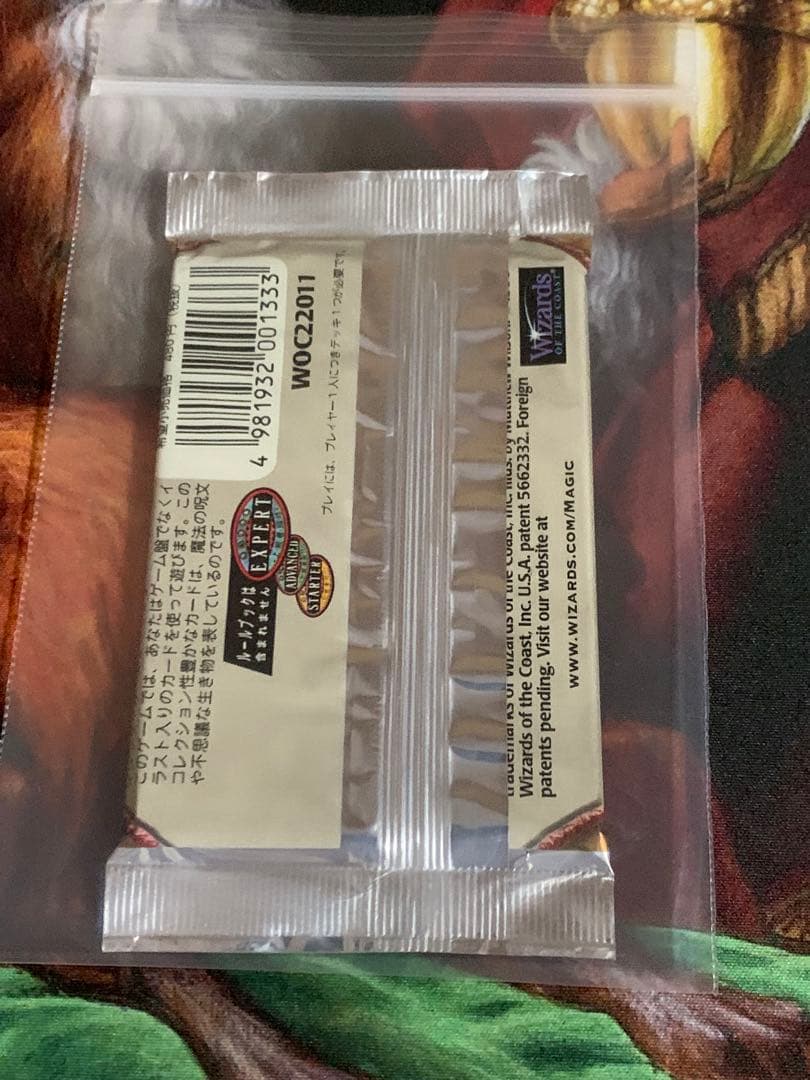 4 981932 001333
WOC22011
プレイには、プレイヤー1人につきデッキ1つが必要です。
このゲームでは、あなたはゲーム盤でなくイ
ラスト入りのカードを使って遊びます。この
コレクション性豊かなカードは、魔法の呪文
や不思議な生き物を表しているのです。
ルールブックは
含まれません
EXPERT
ADVANCED
STARTER
Wizards
OF THE COAST®
trademarks of Wizards of the Coast, Inc. Illus. by
Wizards of the Coast, Inc. U.S.A. patent 5662332. Foreign
patents pending. Visit our website at
WWW.WIZARDS.COM/MAGIC